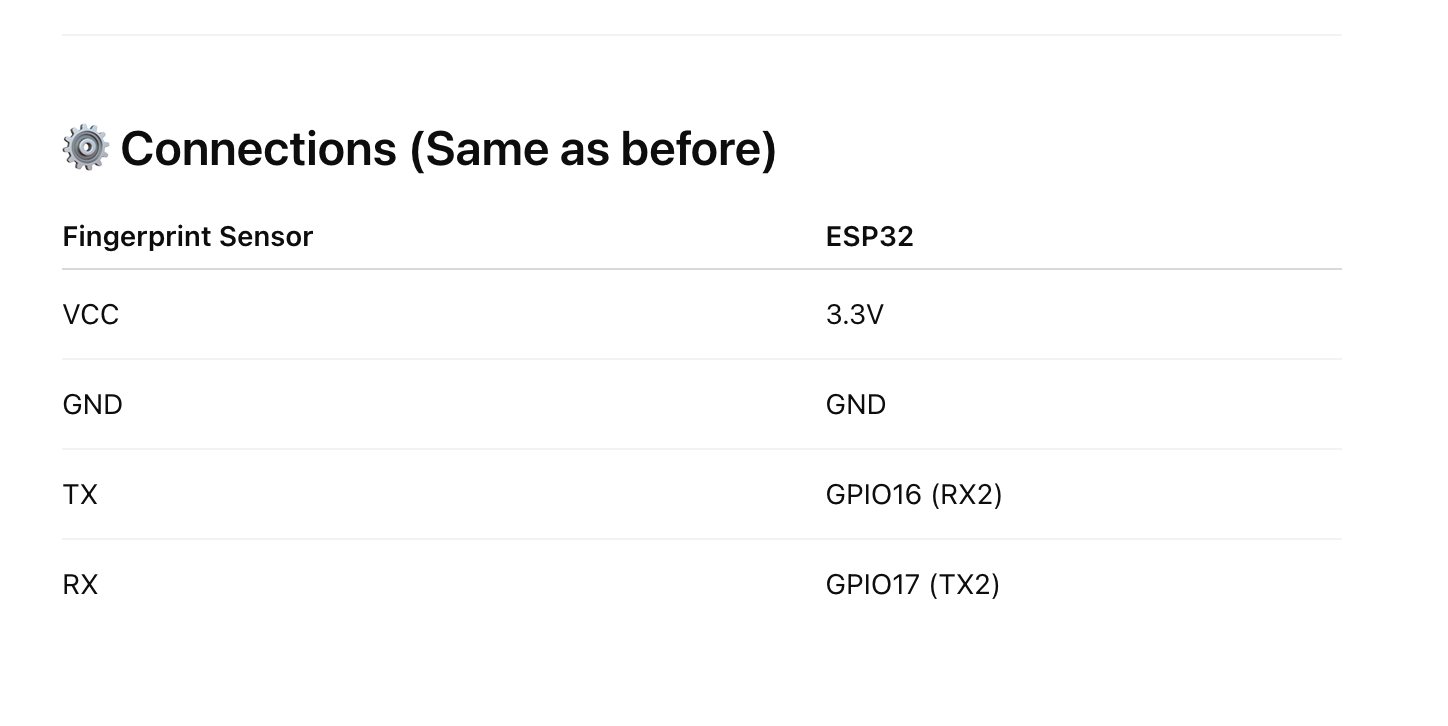 ⚙️ Connections (Same as before)
Fingerprint Sensor ESP32
VCC 3.3V
GND GND
TX GPIO16 (RX2)
RX GPIO17 (TX2)